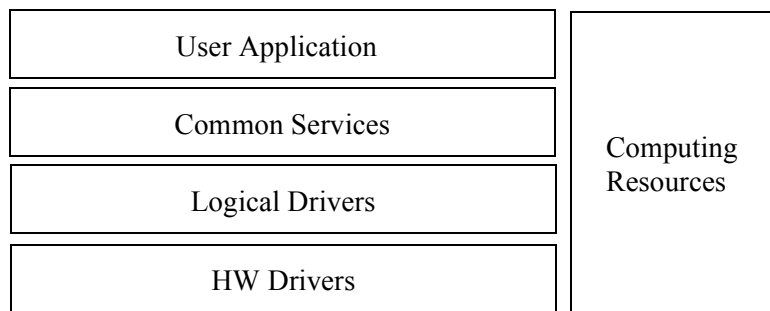 User Application
Common Services
Logical Drivers
HW Drivers
Computing
Resources